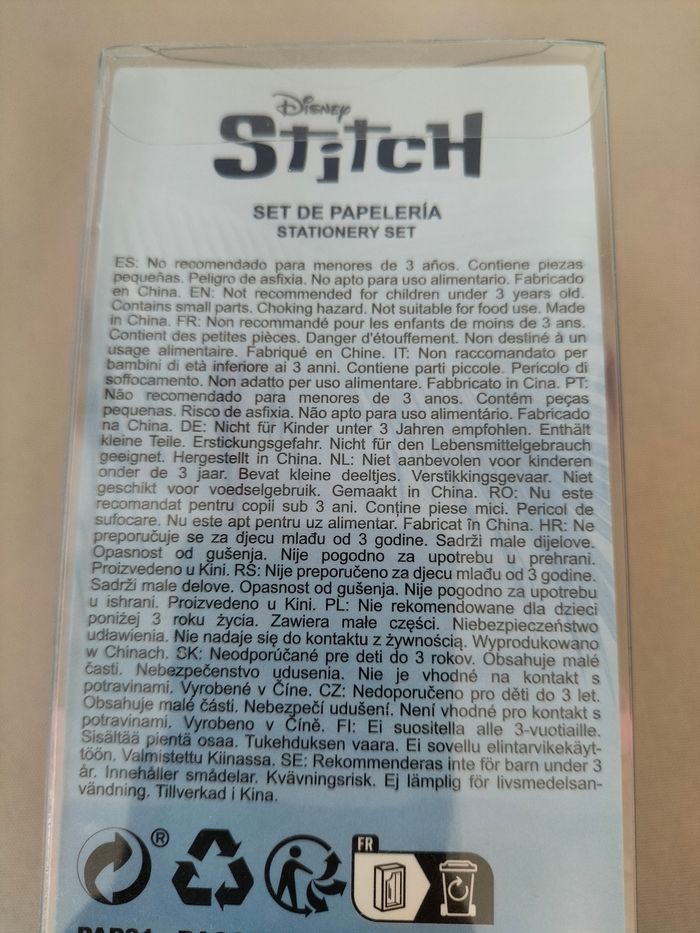 Disney
Stitch
SET DE PAPELERÍA
STATIONERY SET
ES: No recomendado para menores de 3 años. Contiene piezas
pequeñas. Peligro de asfixia. No apto para uso alimentario. Fabricado
en China. EN: Not recommended for children under 3 years old.
Contains small parts. Choking hazard. Not suitable for food use. Made
in China. FR: Non recommandé pour les enfants de moins de 3 ans.
Contient des petites pièces. Danger d'étouffement. Non destiné à un
usage alimentaire. Fabriqué en Chine. IT: Non raccomandato per
bambini di età inferiore ai 3 anni. Contiene parti piccole. Pericolo di
soffocamento. Non adatto per uso alimentare. Fabbricato in Cina. PT:
Não recomendado para menores de 3 anos. Contém peças
pequenas. Risco de asfixia. Não apto para uso alimentário. Fabricado
na China. DE: Nicht für Kinder unter 3 Jahren empfohlen. Enthält
kleine Teile. Erstickungsgefahr. Nicht für den Lebensmittelgebrauch
geeignet. Hergestellt in China. NL: Niet aanbevolen voor kinderen
onder de 3 jaar. Bevat kleine deeltjes. Verstikkingsgevaar. Niet
geschikt voor voedselgebruik. Gemaakt in China. RO: Nu este
recomandat pentru copii sub 3 ani. Conține piese mici. Pericol de
sufocare. Nu este apt pentru uz alimentar. Fabricat în China. HR: Ne
preporučuje se za djecu mlađu od 3 godine. Sadrži male dijelove.
Opasnost od gušenja. Nije pogodno za upotrebu u prehrani.
Proizvedeno u Kini. RS: Nije preporučeno za djecu mlađu od 3 godine.
Sadrži male delove. Opasnost od gušenja. Nije pogodno za upotrebu
u ishrani. Proizvedeno u Kini. PL: Nie rekomendowane dla dzieci
poniżej 3 roku życia. Zawiera małe części. Niebezpieczeństwo
udławienia. Nie nadaje się do kontaktu z żywnością. Wyprodukowano
w Chinach. SK: Neodporúčané pre deti do 3 rokov. Obsahuje malé
časti. Nebezpečenstvo udusenia. Nie je vhodné na kontakt s
potravinami. Vyrobené v Číne. CZ: Nedoporučeno pro děti do 3 let.
Obsahuje malé části. Nebezpečí udušení. Není vhodné pro kontakt s
potravinami. Vyrobeno v Číně. FI: Ei suositella alle 3-vuotiaille.
Sisältää pientä osaa. Tukehduksen vaara. Ei sovellu elintarvikekäyt-
töön. Valmistettu Kiinassa. SE: Rekommenderas inte för barn under 3
år. Innehåller smådelar. Kvävningsrisk. Ej lämplig för livsmedelsan-
vändning. Tillverkad i Kina.
®
FR